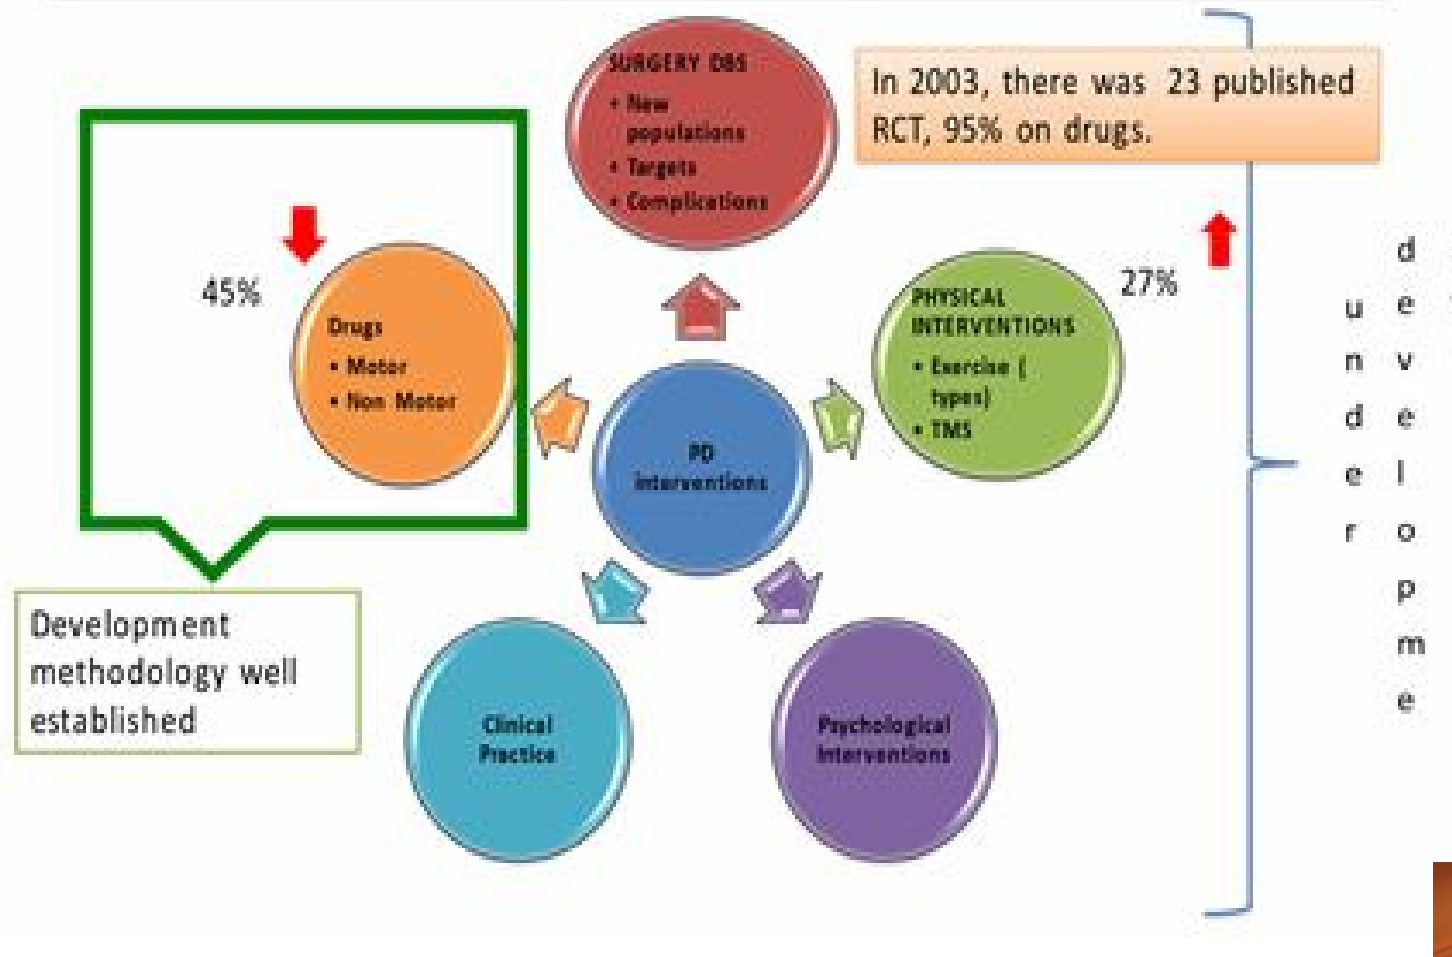 SURGERY DBS
• New
populations
• Targets
• Complications
In 2003, there was 23 published
RCT, 95% on drugs.
45%
Drugs
• Motor
• Non Motor
PHYSICAL
INTERVENTIONS
• Exercise (
types)
• TMS
27%
PD
interventions
Development
methodology well
established
Clinical
Practice
Psychological
Interventions
u
n
d
e
r
d
e
v
e
l
o
p
m
e